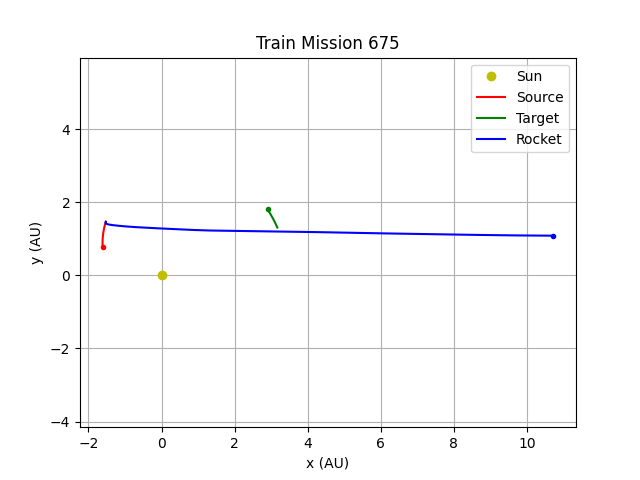 Train Mission 675
Sun
Source
Target
Rocket
y (AU)
4
2
0
−2
−4
−2
0
2
4
6
8
10
x (AU)